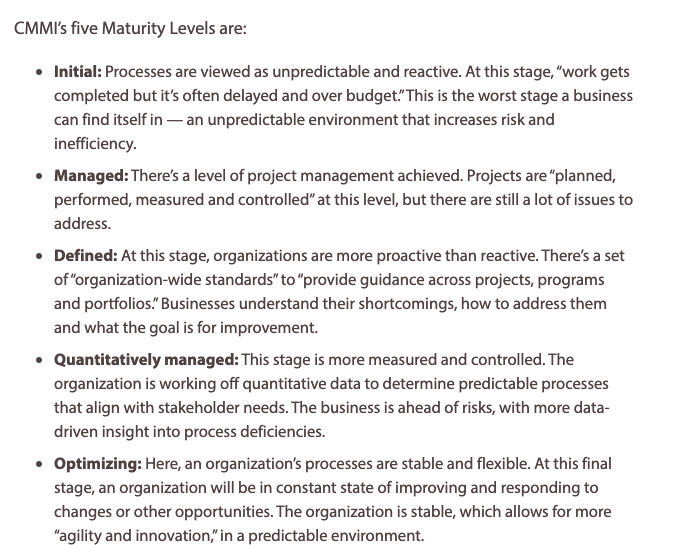 CMMI’s five Maturity Levels are:
• Initial: Processes are viewed as unpredictable and reactive. At this stage, “work gets
completed but it’s often delayed and over budget.” This is the worst stage a business
can find itself in — an unpredictable environment that increases risk and
inefficiency.
• Managed: There’s a level of project management achieved. Projects are “planned,
performed, measured and controlled” at this level, but there are still a lot of issues to
address.
• Defined: At this stage, organizations are more proactive than reactive. There’s a set
of “organization-wide standards” to “provide guidance across projects, programs
and portfolios.” Businesses understand their shortcomings, how to address them
and what the goal is for improvement.
• Quantitatively managed: This stage is more measured and controlled. The
organization is working off quantitative data to determine predictable processes
that align with stakeholder needs. The business is ahead of risks, with more data-
driven insight into process deficiencies.
• Optimizing: Here, an organization’s processes are stable and flexible. At this final
stage, an organization will be in constant state of improving and responding to
changes or other opportunities. The organization is stable, which allows for more
“agility and innovation,” in a predictable environment.